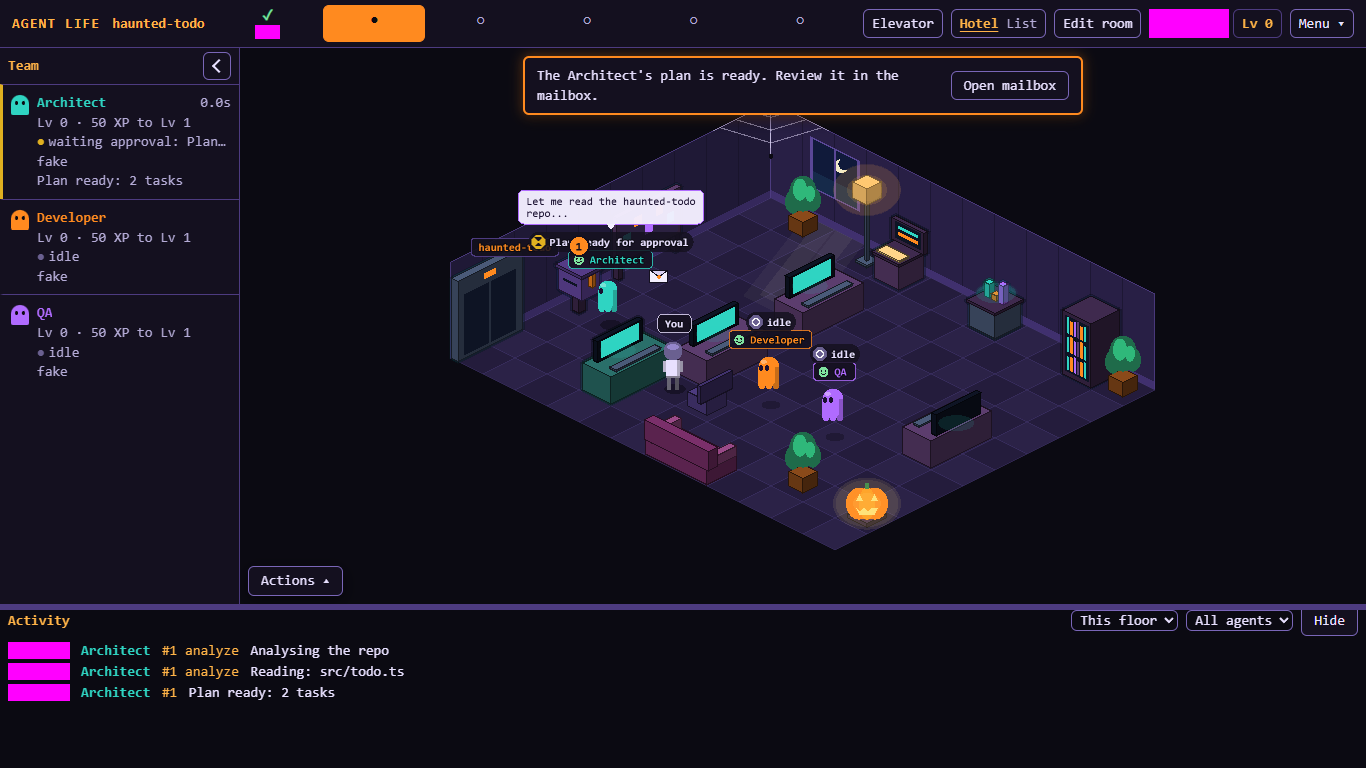 AGENT LIFE haunted-todo
Elevator
Hotel List
Edit room
Lv 0
Menu ▾
Team
Architect 0.0s
Lv 0 · 50 XP to Lv 1
waiting approval: Plan…
fake
Plan ready: 2 tasks
Developer
Lv 0 · 50 XP to Lv 1
idle
fake
QA
Lv 0 · 50 XP to Lv 1
idle
fake
The Architect's plan is ready. Review it in the
mailbox.
Open mailbox
Let me read the haunted-todo
repo...
ready for approval
1
Architect
You
idle
Developer
idle
QA
Actions ▴
Activity
This floor
All agents
Hide
Architect #1 analyze Analysing the repo
Architect #1 analyze Reading: src/todo.ts
Architect #1 Plan ready: 2 tasks